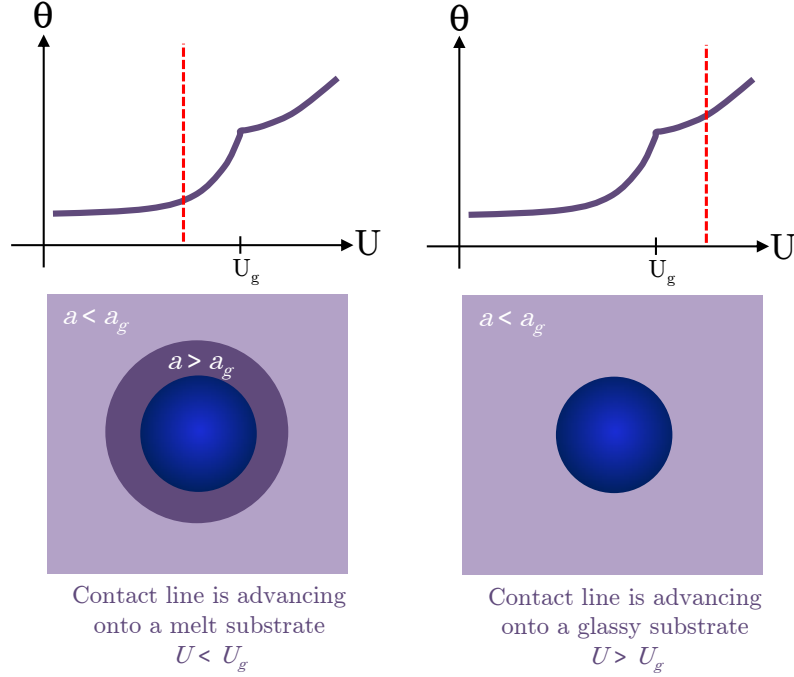 θ
U
U_g
θ
U
U_g
a < a_g
a > a_g
a < a_g
Contact line is advancing
onto a melt substrate
U < U_g
Contact line is advancing
onto a glassy substrate
U > U_g